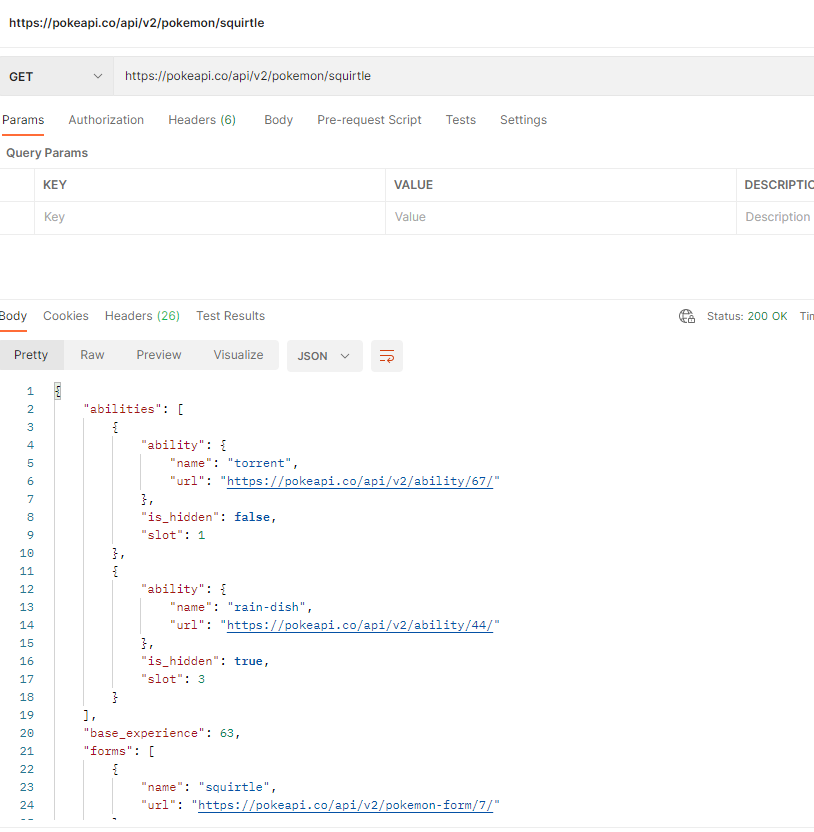 https://pokeapi.co/api/v2/pokemon/squirtle
GET https://pokeapi.co/api/v2/pokemon/squirtle
Params Authorization Headers (6) Body Pre-request Script Tests Settings
Query Params
KEY VALUE DESCRIPTIO
Key Value Description
Body Cookies Headers (26) Test Results Status: 200 OK Tim
Pretty Raw Preview Visualize JSON
1 {
2 "abilities": [
3 {
4 "ability": {
5 "name": "torrent",
6 "url": "https://pokeapi.co/api/v2/ability/67/"
7 },
8 "is_hidden": false,
9 "slot": 1
10 },
11 {
12 "ability": {
13 "name": "rain-dish",
14 "url": "https://pokeapi.co/api/v2/ability/44/"
15 },
16 "is_hidden": true,
17 "slot": 3
18 }
19 ],
20 "base_experience": 63,
21 "forms": [
22 {
23 "name": "squirtle",
24 "url": "https://pokeapi.co/api/v2/pokemon-form/7/"